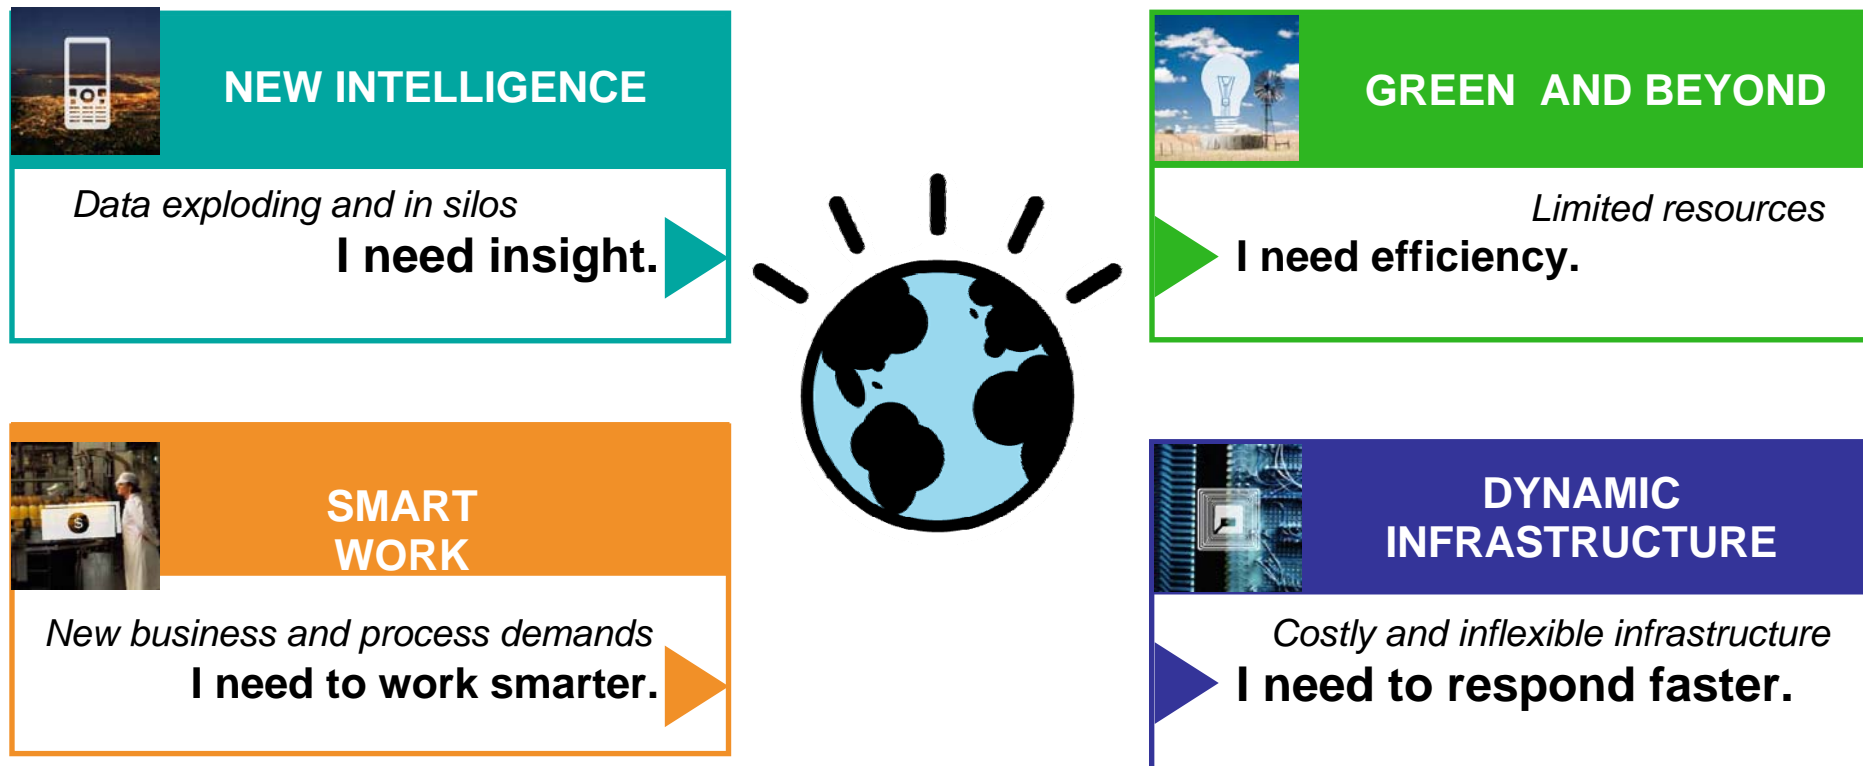 NEW INTELLIGENCE
Data exploding and in silos
I need insight.
GREEN AND BEYOND
Limited resources
I need efficiency.
SMART
WORK
$
New business and process demands
I need to work smarter.
DYNAMIC
INFRASTRUCTURE
Costly and inflexible infrastructure
I need to respond faster.